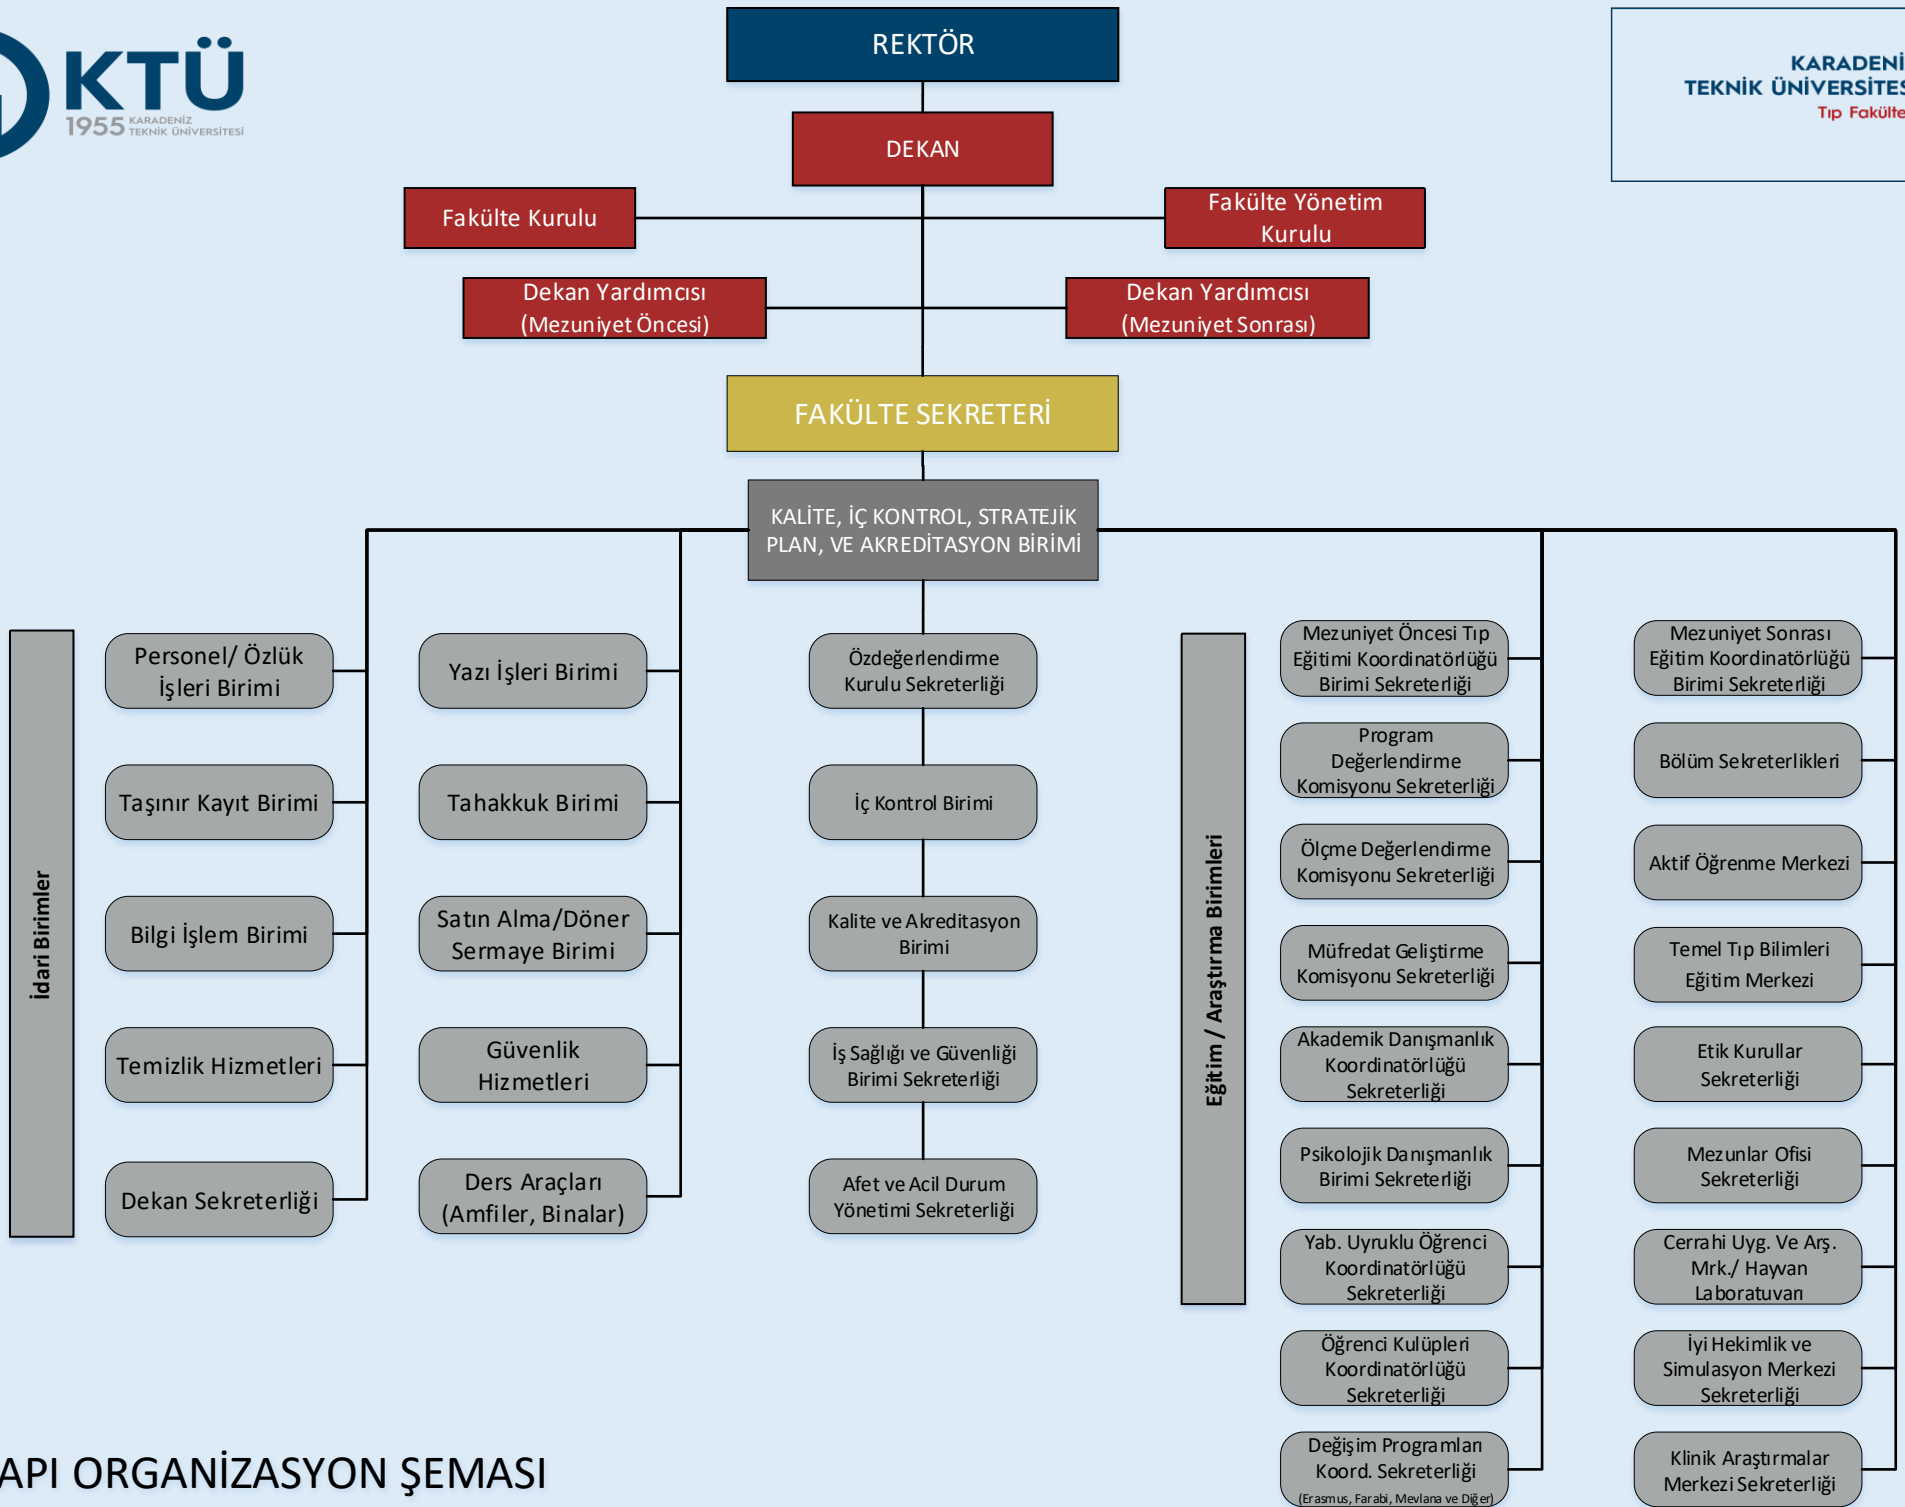 KTÜ
1955 KARADENİZ
TEKNİK ÜNİVERSİTESİ
REKTÖR
KARADENİ
TEKNİK ÜNİVERSİTES
Tıp Fakülte
DEKAN
Fakülte Kurulu
Fakülte Yönetim
Kurulu
Dekan Yardımcısı
(Mezuniyet Öncesi)
Dekan Yardımcısı
(Mezuniyet Sonrası)
FAKÜLTE SEKRETERİ
KALİTE, İÇ KONTROL, STRATEJİK
PLAN, VE AKREDİTASYON BİRİMİ
İdari Birimler
Personel/ Özlük
İşleri Birimi
Taşınır Kayıt Birimi
Bilgi İşlem Birimi
Temizlik Hizmetleri
Dekan Sekreterliği
Yazı İşleri Birimi
Tahakkuk Birimi
Satın Alma/Döner
Sermaye Birimi
Güvenlik
Hizmetleri
Ders Araçları
(Amfiler, Binalar)
Özdeğerlendirme
Kurulu Sekreterliği
İç Kontrol Birimi
Kalite ve Akreditasyon
Birimi
İş Sağlığı ve Güvenliği
Birimi Sekreterliği
Afet ve Acil Durum
Yönetimi Sekreterliği
Eğitim / Araştırma Birimleri
Mezuniyet Öncesi Tıp
Eğitimi Koordinatörlüğü
Birimi Sekreterliği
Program
Değerlendirme
Komisyonu Sekreterliği
Ölçme Değerlendirme
Komisyonu Sekreterliği
Müfredat Geliştirme
Komisyonu Sekreterliği
Akademik Danışmanlık
Koordinatörlüğü
Sekreterliği
Psikolojik Danışmanlık
Birimi Sekreterliği
Yab. Uyruklu Öğrenci
Koordinatörlüğü
Sekreterliği
Öğrenci Kulüpleri
Koordinatörlüğü
Sekreterliği
Değişim Programları
Koord. Sekreterliği
(Erasmus, Farabi, Mevlana ve Diğer)
Mezuniyet Sonrası
Eğitim Koordinatörlüğü
Birimi Sekreterliği
Bölüm Sekreterlikleri
Aktif Öğrenme Merkezi
Temel Tıp Bilimleri
Eğitim Merkezi
Etik Kurullar
Sekreterliği
Mezunlar Ofisi
Sekreterliği
Cerrahi Uyg. Ve Arş.
Mrk./ Hayvan
Laboratuvarı
İyi Hekimlik ve
Simulasyon Merkezi
Sekreterliği
Klinik Araştırmalar
Merkezi Sekreterliği
API ORGANİZASYON ŞEMASI